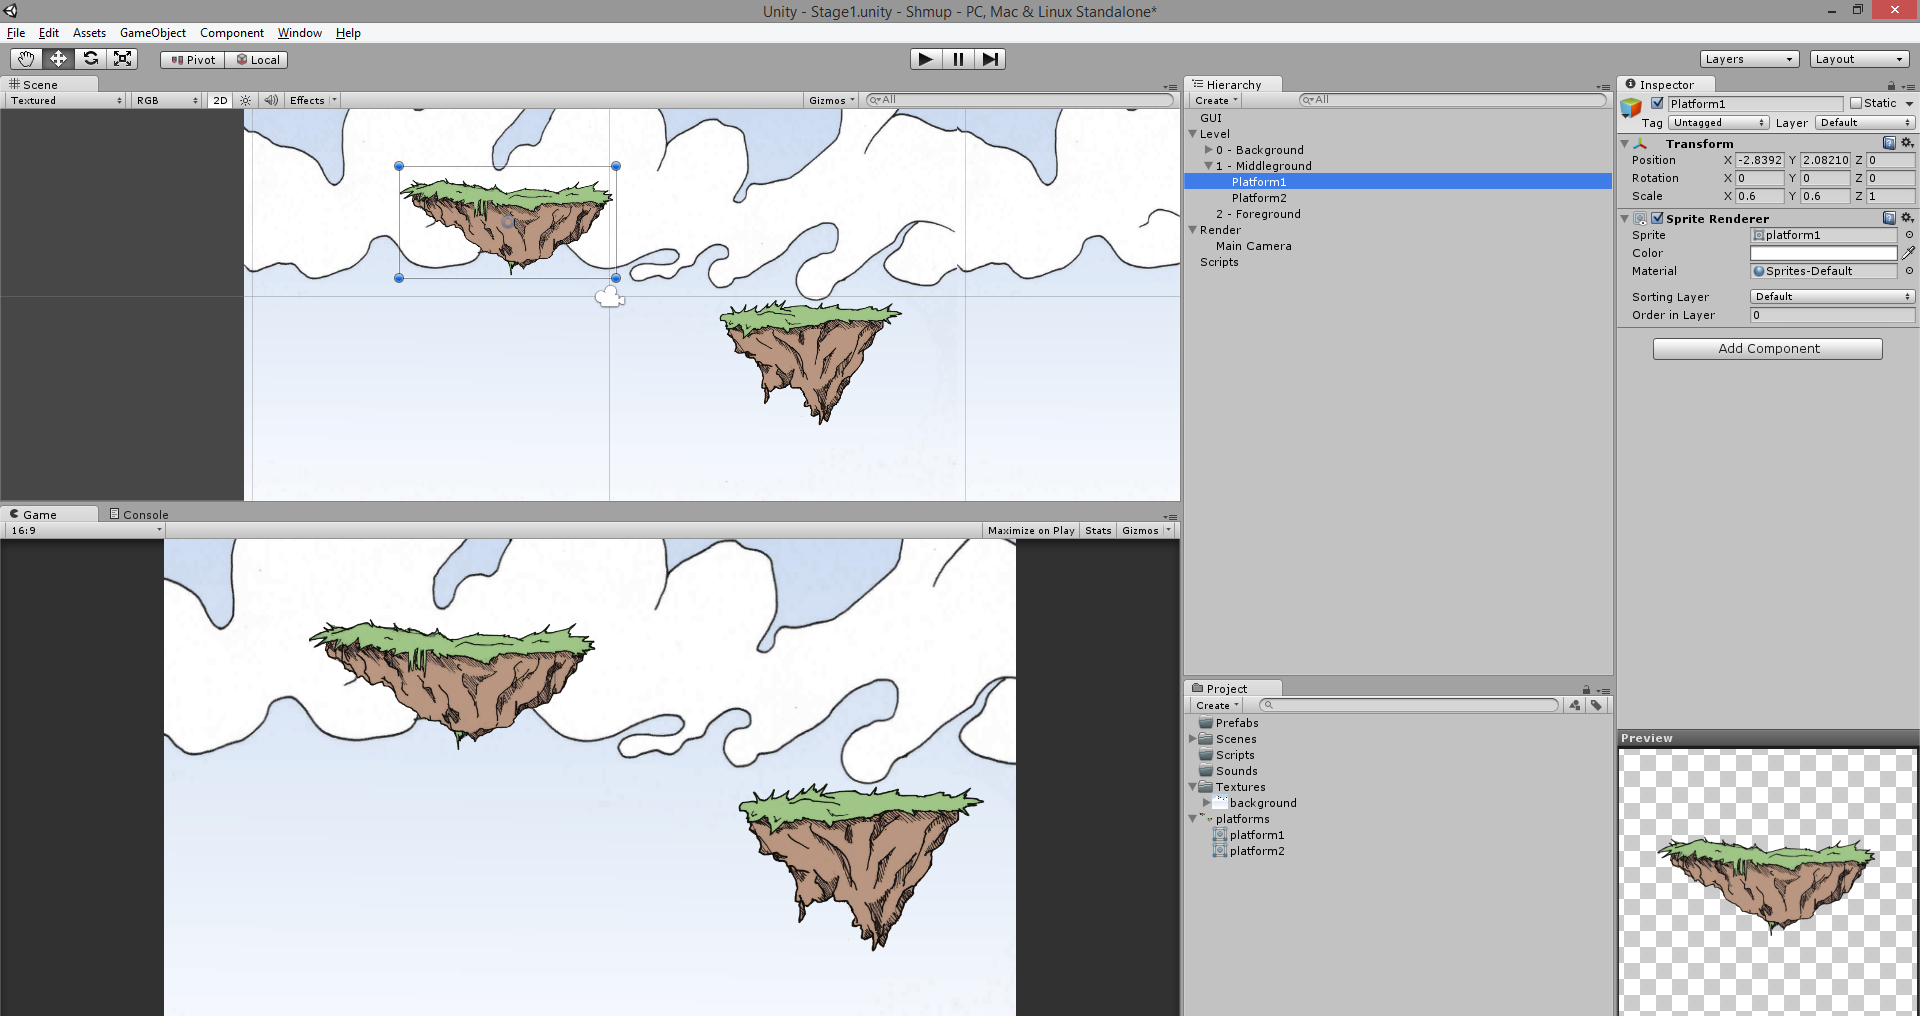 Unity - Stage1.unity - Shmup - PC, Mac & Linux Standalone*
File Edit Assets GameObject Component Window Help
Pivot Local Layers Layout
Scene
Textured RGB 2D Effects Gizmos All
Game Console
16:9 Maximize on Play Stats Gizmos
Hierarchy
Create All
GUI
Level
0 - Background
1 - Middleground
Platform1
Platform2
2 - Foreground
Render
Main Camera
Scripts
Project
Create
Prefabs
Scenes
Scripts
Sounds
Textures
background
platforms
platform1
platform2
Inspector
Platform1 Static
Tag Untagged Layer Default
Transform
Position X -2.8392 Y 2.08210 Z 0
Rotation X 0 Y 0 Z 0
Scale X 0.6 Y 0.6 Z 1
Sprite Renderer
Sprite platform1
Color
Material Sprites-Default
Sorting Layer Default
Order in Layer 0
Add Component
Preview